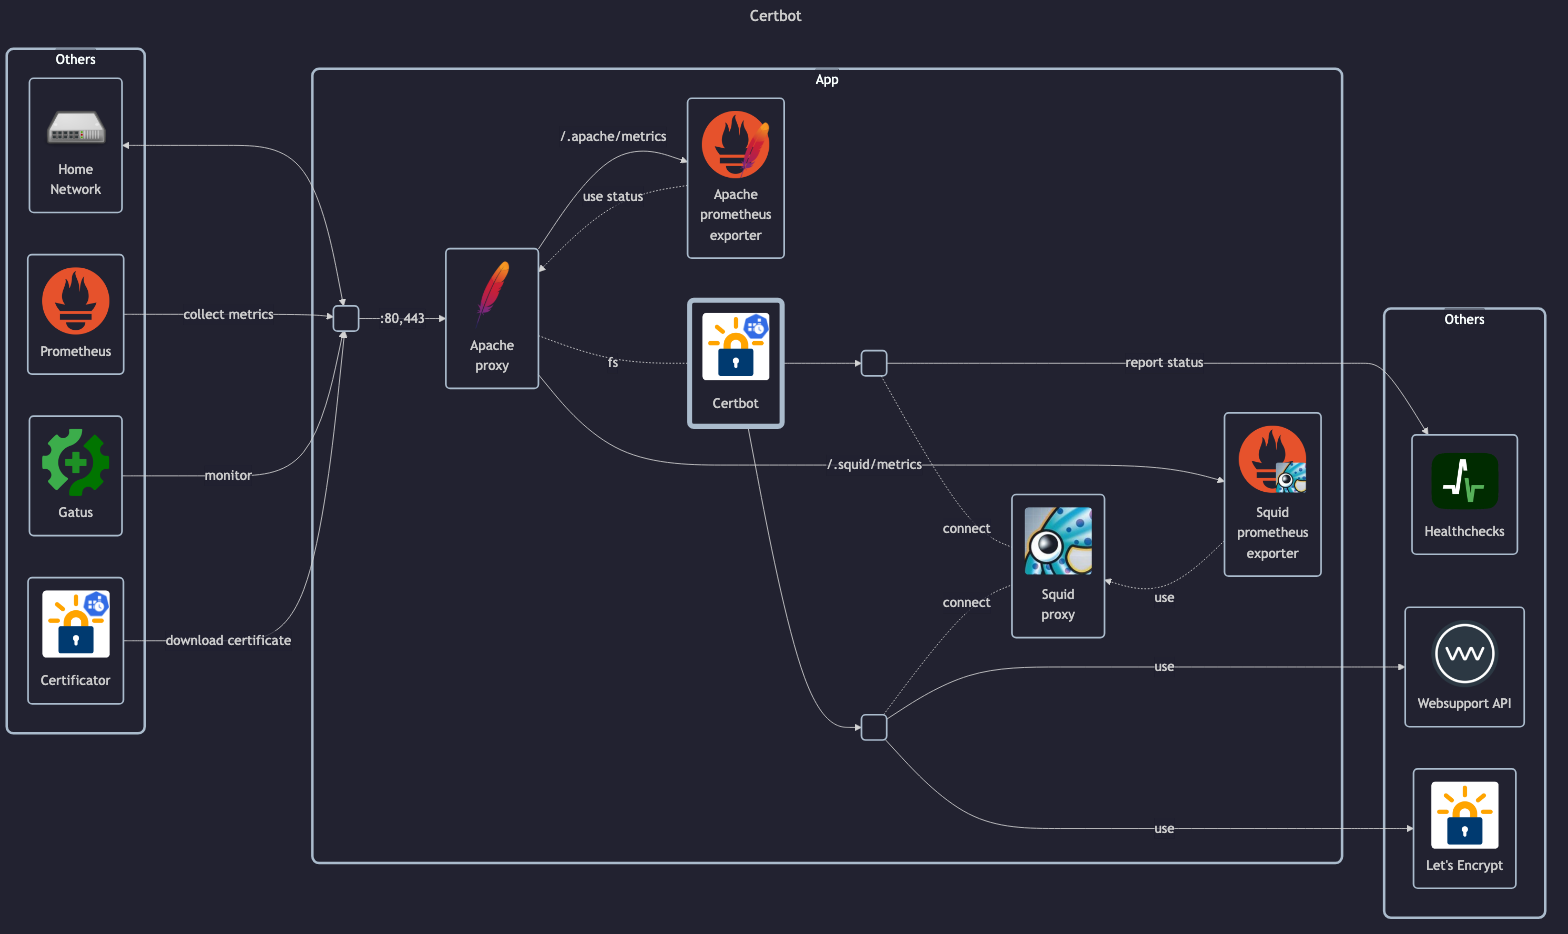 Certbot
Others
Home
Network
Prometheus
Gatus
Certificator
collect metrics
monitor
download certificate
App
:80,443
Apache
proxy
/.apache/metrics
use status
fs
/.squid/metrics
Apache
prometheus
exporter
Certbot
report status
connect
connect
Squid
proxy
use
Squid
prometheus
exporter
use
use
Others
Healthchecks
Websupport API
Let's Encrypt